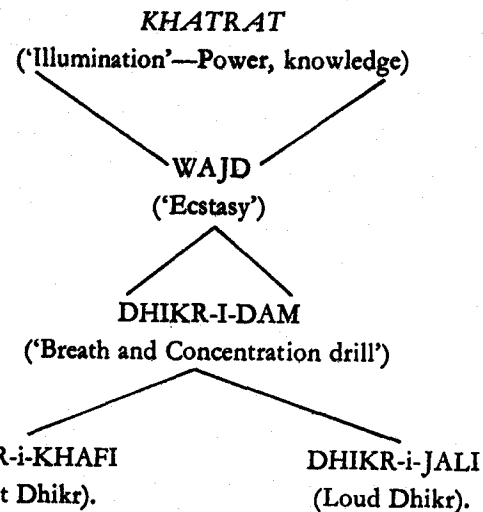 KHATRAT
('Illumination'—Power, knowledge)
WAJD
('Ecstasy')
DHIKR-I-DAM
('Breath and Concentration drill')
R-i-KHAFI DHIKR-i-JALI
t Dhikr). (Loud Dhikr).